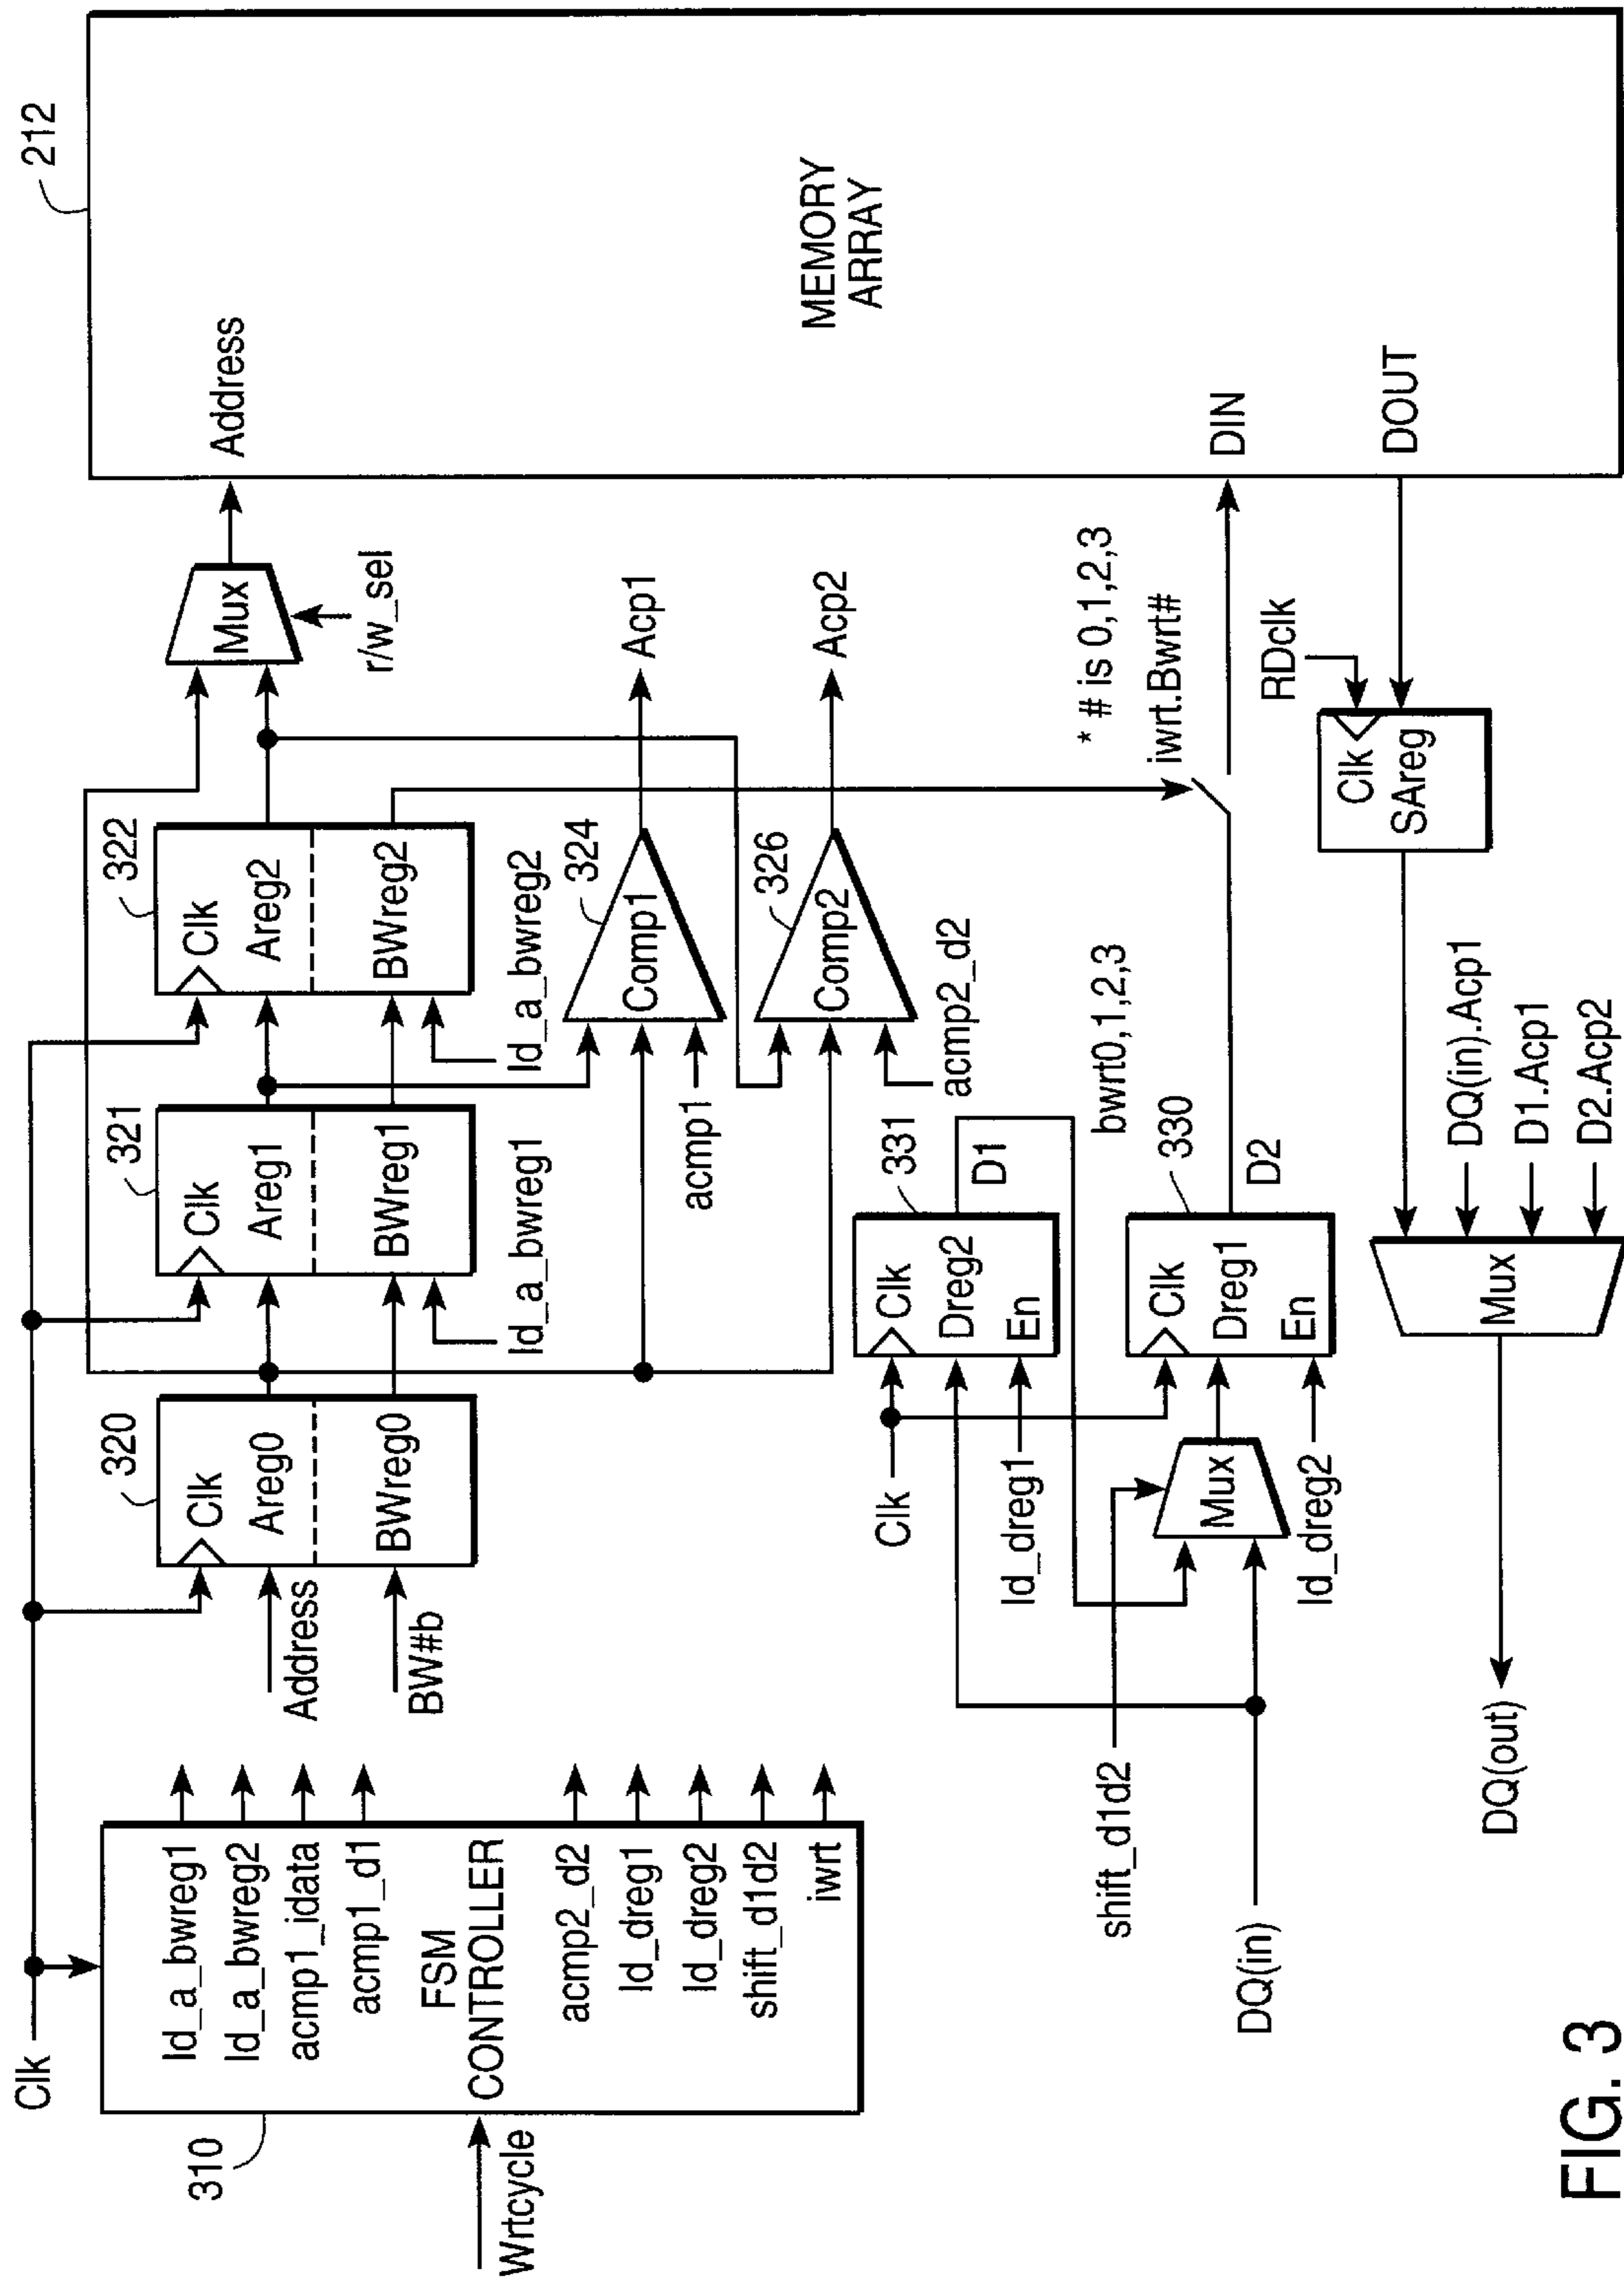 Clk
310
Wrtcycle
ld_a_bwreg1
ld_a_bwreg2
acmp1_idata
acmp1_d1
FSM
CONTROLLER
acmp2_d2
ld_dreg1
ld_dreg2
shift_d1d2
iwrt
320
Clk
Areg0
BWreg0
Address
BW#b
321
Clk
Areg1
BWreg1
ld_a_bwreg1
322
Clk
Areg2
BWreg2
ld_a_bwreg2
Mux
r/w_sel
Address
212
MEMORY
ARRAY
DIN
DOUT
324
Comp1
acmp1
Acp1
326
Comp2
acmp2_d2
Acp2
331
Clk
Dreg2
En
D1
Clk
ld_dreg1
330
Clk
Dreg1
En
D2
bwrt0,1,2,3
Mux
ld_dreg2
shift_d1d2
DQ(in)
* # is 0,1,2,3
iwrt.Bwrt#
RDclk
Clk
SAreg
DQ(in).Acp1
D1.Acp1
D2.Acp2
Mux
DQ(out)
FIG. 3